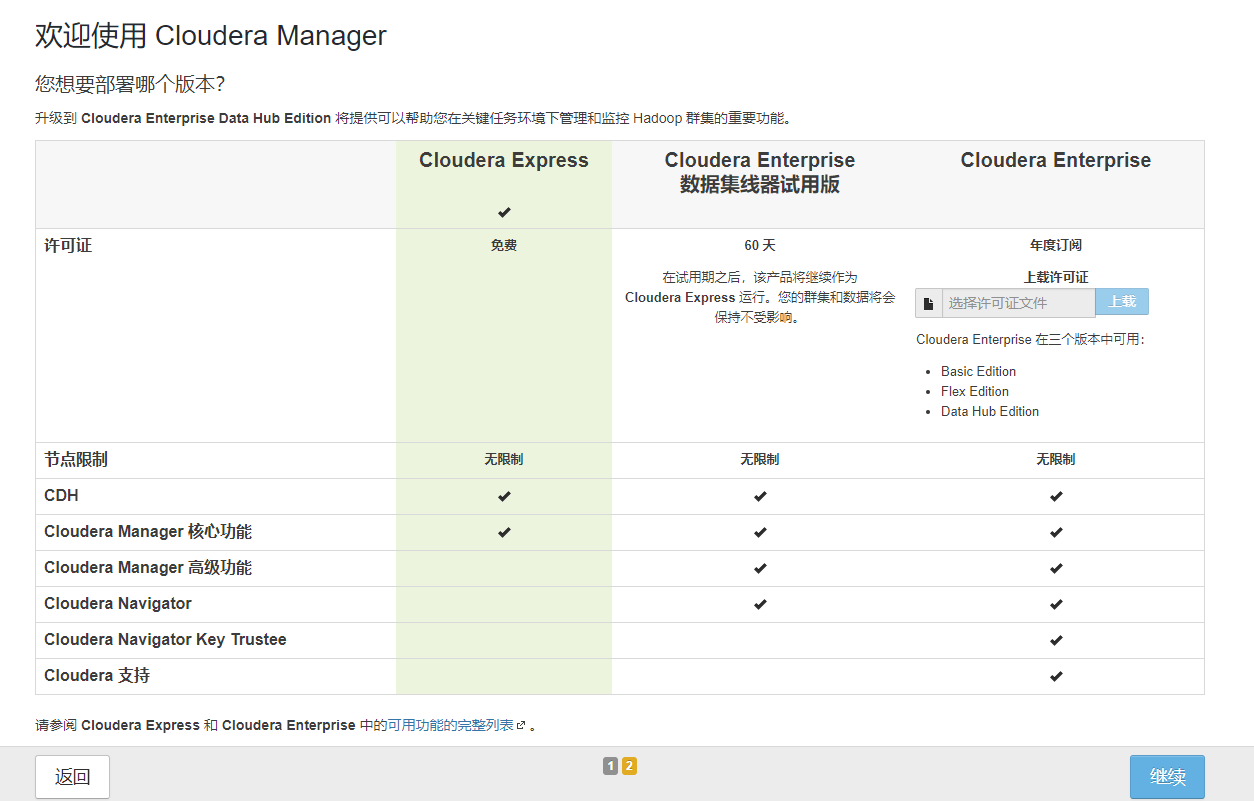 欢迎使用 Cloudera Manager
您想要部署哪个版本？
升级到 Cloudera Enterprise Data Hub Edition 将提供可以帮助您在关键任务环境下管理和监控 Hadoop 群集的重要功能。
Cloudera Express
Cloudera Enterprise
数据集线器试用版
Cloudera Enterprise
许可证
免费
60 天
在试用期之后，该产品将继续作为
Cloudera Express 运行。您的群集和数据将会
保持不受影响。
年度订阅
上载许可证
选择许可证文件
上载
Cloudera Enterprise 在三个版本中可用：
Basic Edition
Flex Edition
Data Hub Edition
节点限制
无限制
无限制
无限制
CDH
Cloudera Manager 核心功能
Cloudera Manager 高级功能
Cloudera Navigator
Cloudera Navigator Key Trustee
Cloudera 支持
请参阅 Cloudera Express 和 Cloudera Enterprise 中的可用功能的完整列表 。
返回
1 2
继续